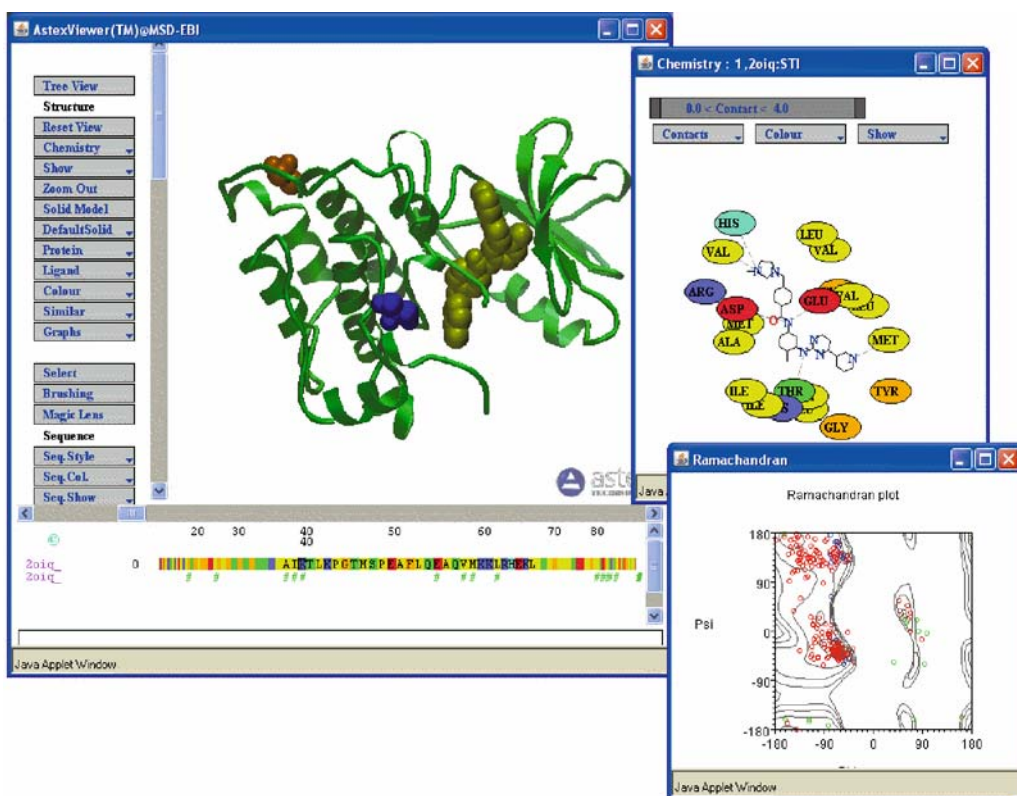 AstexViewer(TM)@MSD-EBI
Tree View
Structure
Reset View
Chemistry
Show
Zoom Out
Solid Model
DefaultSolid
Protein
Ligand
Colour
Similar
Graphs
Select
Brushing
Magic Lens
Sequence
Seq.Style
Seq.Col.
Seq.Show
aste
20 30 40 50 60 70 80
40
©
2oiq_ 0 AIKTLKPGTMSPEAFLQEAQVMKKLRHEKL
2oiq_ # # # # # # # # #
Java Applet Window
Chemistry : 1,2oiq:STI
0.0 < Contact < 4.0
Contacts Colour Show
HIS
LEU
VAL
VAL
ARG
VAL
ASP
GLU
MET
ALA
MET
N
N
O
N
N
N
N
N
ILE
THR
TYR
ILE
GLY
Java
Ramachandran
Ramachandran plot
180
90
Psi
0
-90
-180
-180 -90 0 90 180
Java Applet Window